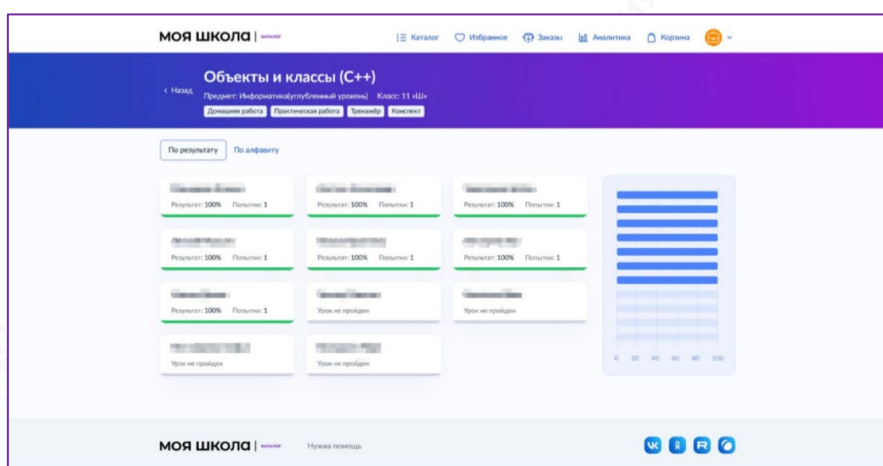 МОЯ ШКОЛА | КАТАЛОГ
Каталог Избранное Заказы Аналитика Корзина
< Назад
Объекты и классы (C++)
Предмет: Информатика(углубленный уровень) Класс: 11 «Ш»
Домашняя работа Практическая работа Тренажёр Конспект
По результату По алфавиту
Результат: 100% Попытки: 1
Результат: 100% Попытки: 1
Результат: 100% Попытки: 1
Результат: 100% Попытки: 1
Результат: 100% Попытки: 1
Результат: 100% Попытки: 1
Результат: 100% Попытки: 1
Урок не пройден
Урок не пройден
Урок не пройден
Урок не пройден
0 20 40 60 80 100
МОЯ ШКОЛА | КАТАЛОГ
Нужна помощь